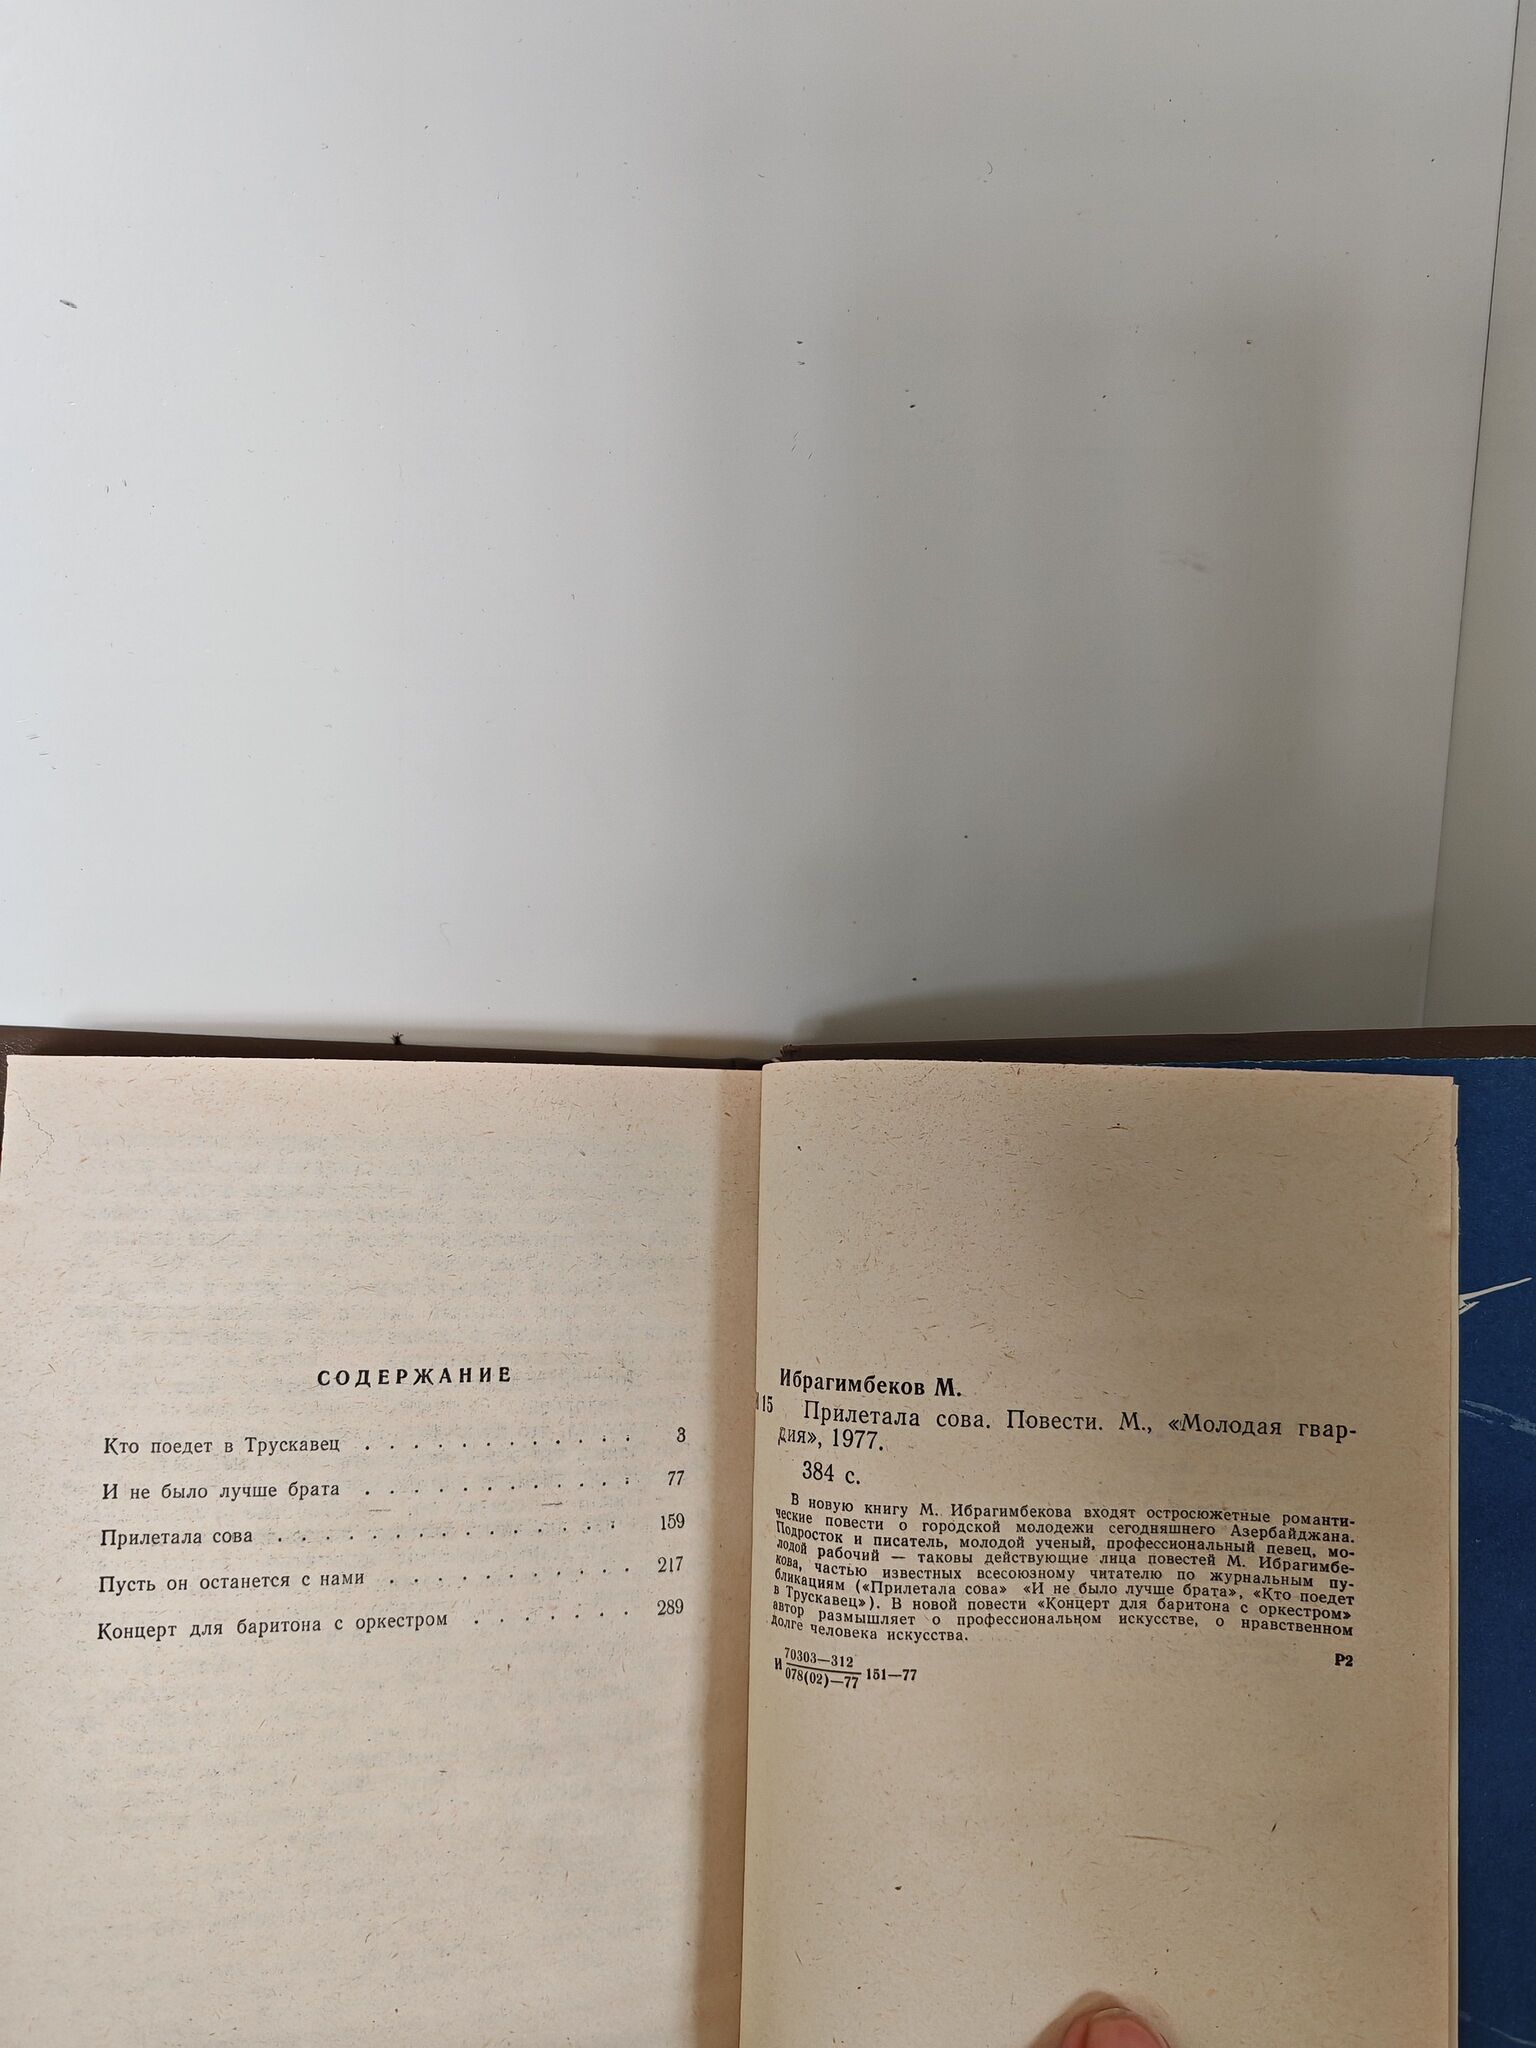 СОДЕРЖАНИЕ
Кто поедет в Трускавец . . . . . . . . . . . . 3
И не было лучше брата . . . . . . . . . . . . 77
Прилетала сова . . . . . . . . . . . . . . . 159
Пусть он останется с нами . . . . . . . . . . . 217
Концерт для баритона с оркестром . . . . . . . 289
Ибрагимбеков М.
И 15 Прилетала сова. Повести. М., «Молодая гвар-
дия», 1977.
384 с.
В новую книгу М. Ибрагимбекова входят остросюжетные романти-
ческие повести о городской молодежи сегодняшнего Азербайджана.
Подросток и писатель, молодой ученый, профессиональный певец, мо-
лодой рабочий — таковы действующие лица повестей М. Ибрагимбе-
кова, частью известных всесоюзному читателю по журнальным пу-
бликациям («Прилетала сова» «И не было лучше брата», «Кто поедет
в Трускавец»). В новой повести «Концерт для баритона с оркестром»
автор размышляет о профессиональном искусстве, о нравственном
долге человека искусства.
И 70303—312
078(02)—77 151—77 Р2